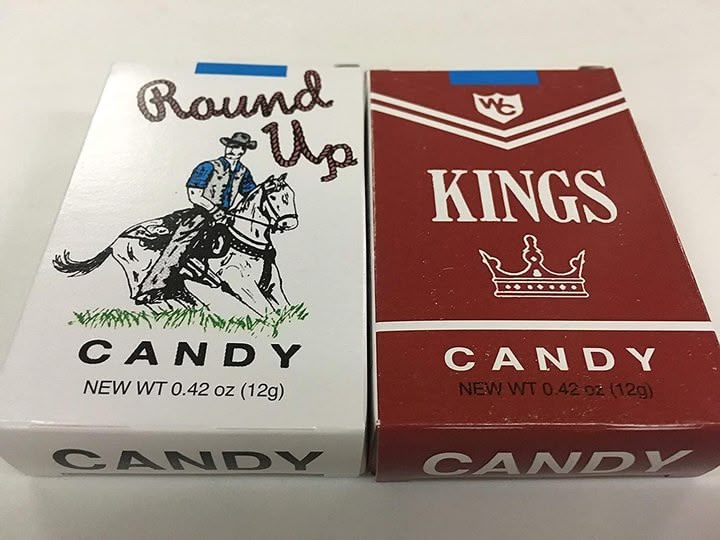 Round
Up
CANDY
NEW WT 0.42 oz (12g)
CANDY
WC
KINGS
CANDY
NEW WT 0.42 oz (12g)
CANDY